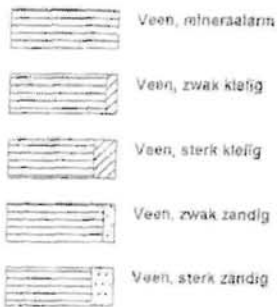 Veen, mineraalarm
Veen, zwak kleiig
Veen, sterk kleiig
Veen, zwak zandig
Veen, sterk zandig